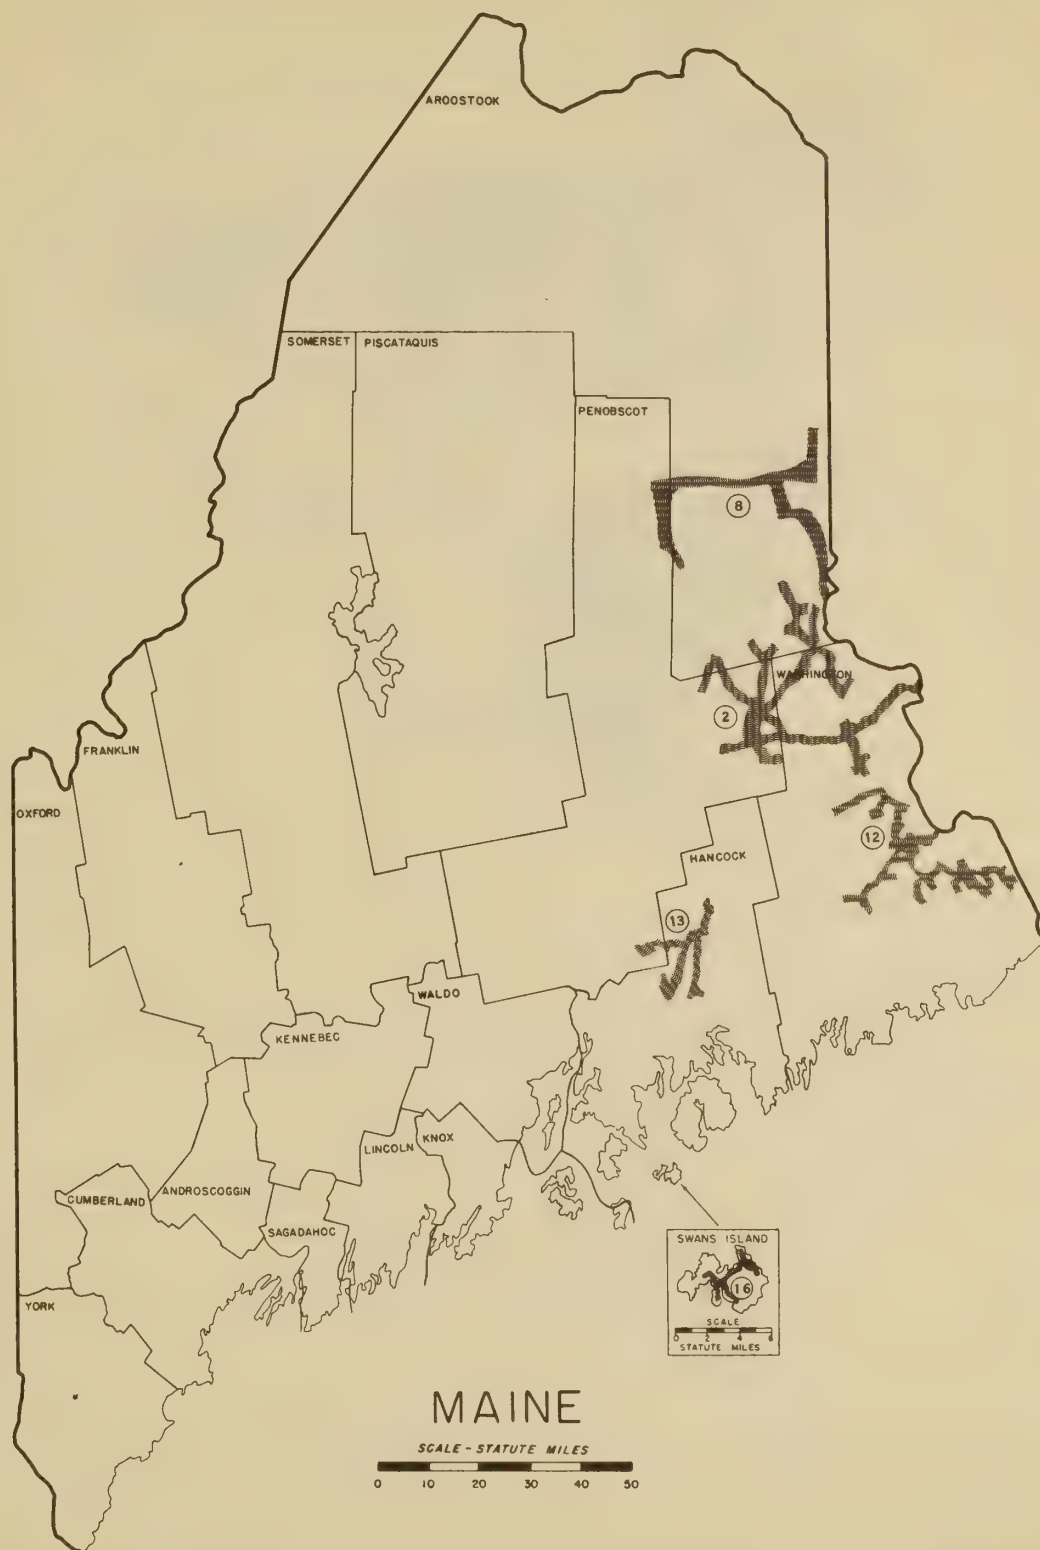 AROOSTOOK
SOMERSET
PISCATAQUIS
PENOBSCOT
8
WASHINGTON
2
FRANKLIN
OXFORD
12
HANCOCK
13
WALDO
KENNEBEC
LINCOLN
KNOX
ANDROSCOGGIN
CUMBERLAND
SAGADAHOC
SWANS ISLAND
16
SCALE
0 2 4 6
STATUTE MILES
YORK
MAINE
SCALE - STATUTE MILES
0 10 20 30 40 50